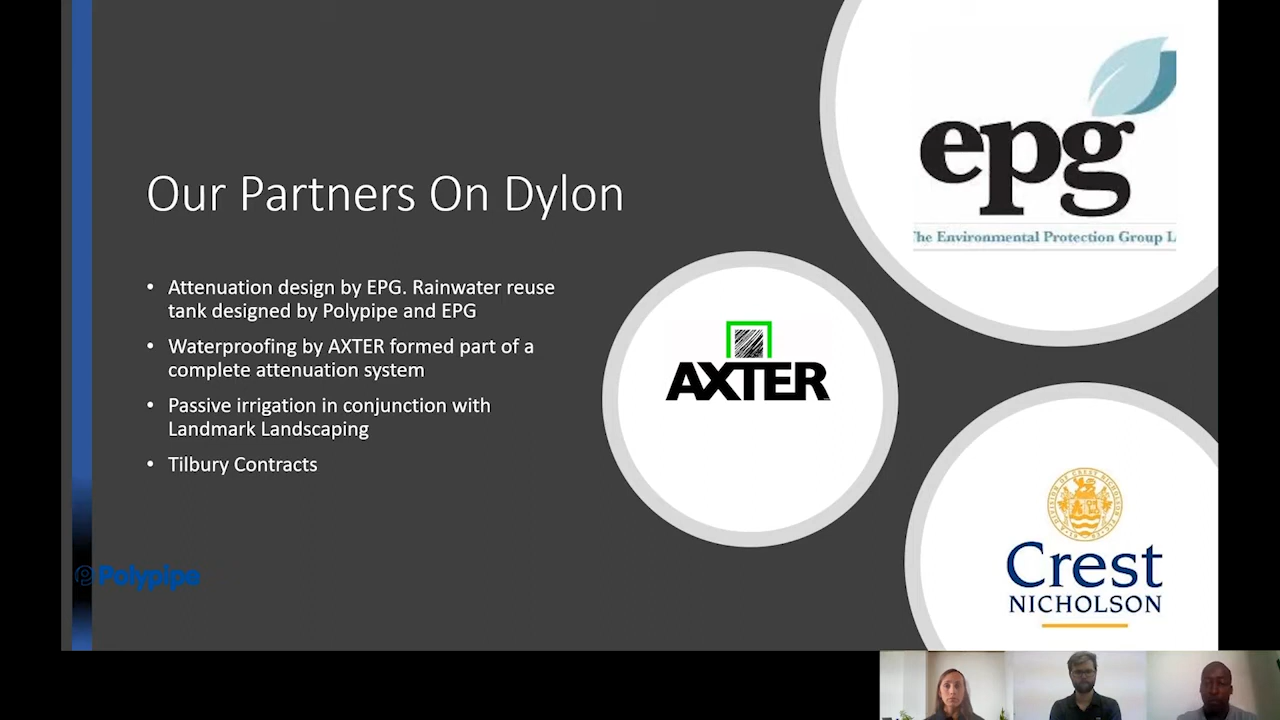 Our Partners On Dylon
• Attenuation design by EPG. Rainwater reuse
tank designed by Polypipe and EPG
• Waterproofing by AXTER formed part of a
complete attenuation system
• Passive irrigation in conjunction with
Landmark Landscaping
• Tilbury Contracts
Polypipe
epg
The Environmental Protection Group L
AXTER
Crest
NICHOLSON